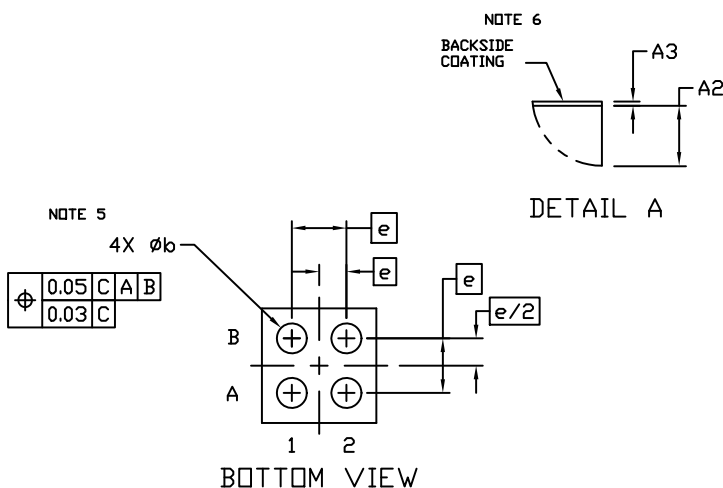 NOTE 6
BACKSIDE
COATING
A3
A2
DETAIL A
NOTE 5
4X Øb
e
e
e
e/2
⌖ 0.05 C A B
0.03 C
B
A
1 2
BOTTOM VIEW